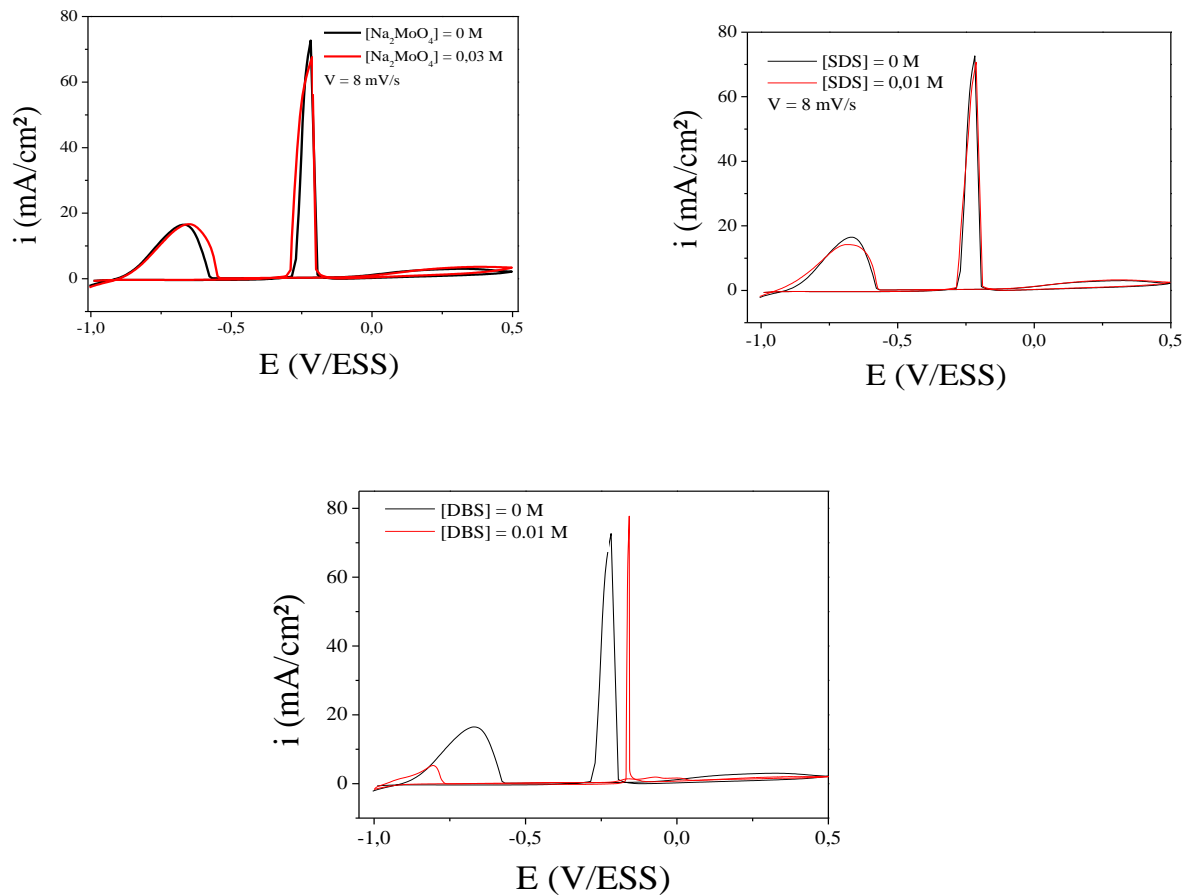 80
60
40
20
0
i (mA/cm²)
[Na₂MoO₄] = 0 M
[Na₂MoO₄] = 0,03 M
V = 8 mV/s
-1,0 -0,5 0,0 0,5
E (V/ESS)
80
60
40
20
0
i (mA/cm²)
[SDS] = 0 M
[SDS] = 0,01 M
V = 8 mV/s
-1,0 -0,5 0,0 0,5
E (V/ESS)
80
60
40
20
0
i (mA/cm²)
[DBS] = 0 M
[DBS] = 0.01 M
-1,0 -0,5 0,0 0,5
E (V/ESS)